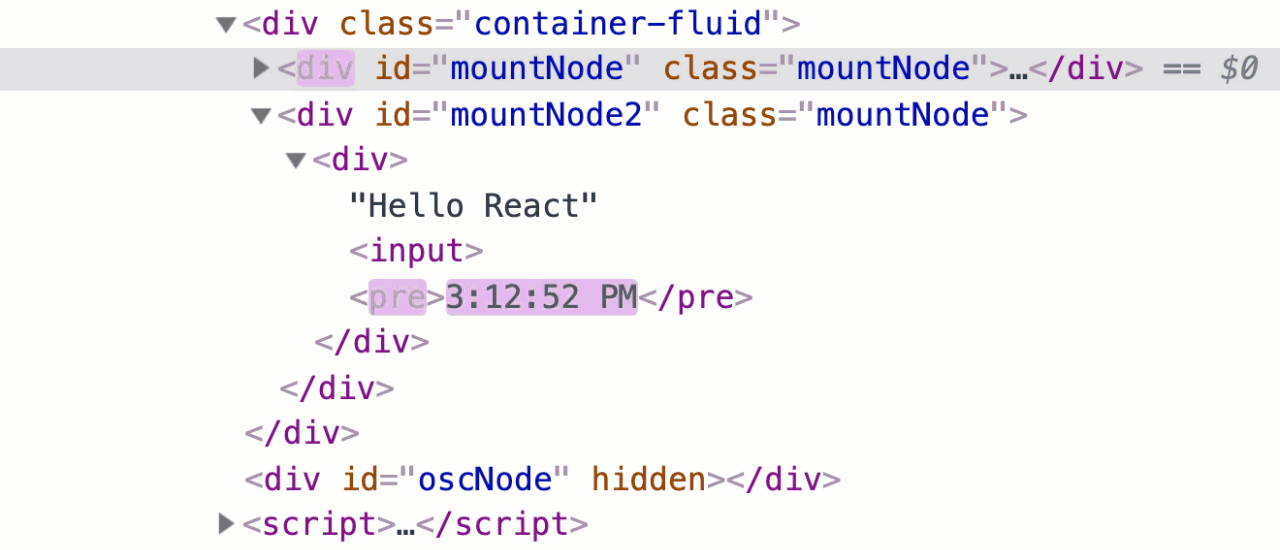 ▼<div class="container-fluid">
▶<div id="mountNode" class="mountNode">…</div> == $0
▼<div id="mountNode2" class="mountNode">
▼<div>
"Hello React"
<input>
<pre>3:12:52 PM</pre>
</div>
</div>
</div>
<div id="oscNode" hidden></div>
▶<script>…</script>